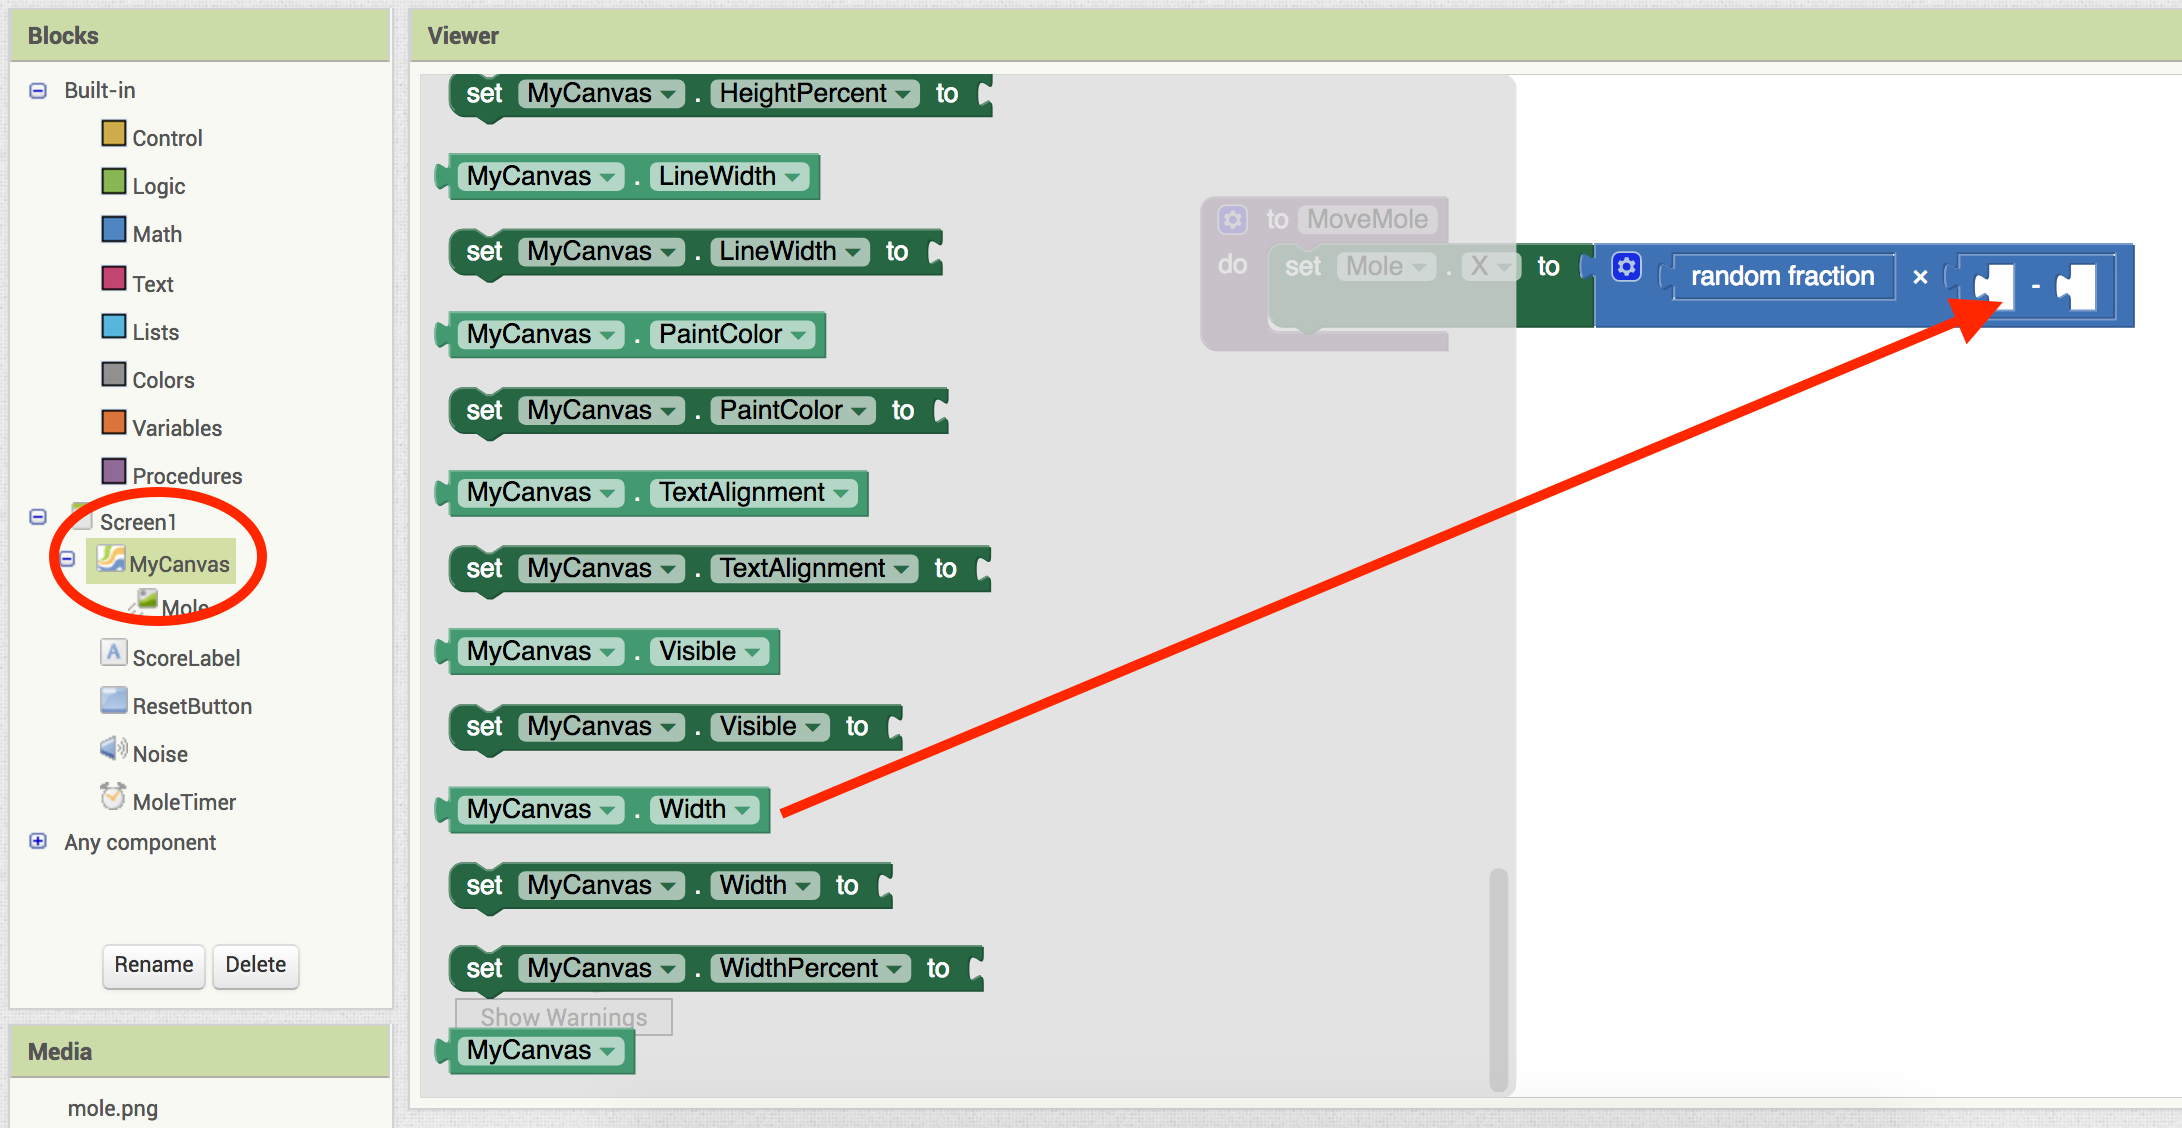 Blocks
Built-in
Control
Logic
Math
Text
Lists
Colors
Variables
Procedures
Screen1
MyCanvas
Mole
ScoreLabel
ResetButton
Noise
MoleTimer
Any component
Rename Delete
Media
mole.png
Viewer
set MyCanvas . HeightPercent to
MyCanvas . LineWidth
set MyCanvas . LineWidth to
MyCanvas . PaintColor
set MyCanvas . PaintColor to
MyCanvas . TextAlignment
set MyCanvas . TextAlignment to
MyCanvas . Visible
set MyCanvas . Visible to
MyCanvas . Width
set MyCanvas . Width to
set MyCanvas . WidthPercent to
Show Warnings
MyCanvas
to MoveMole
do set Mole . X to random fraction × -